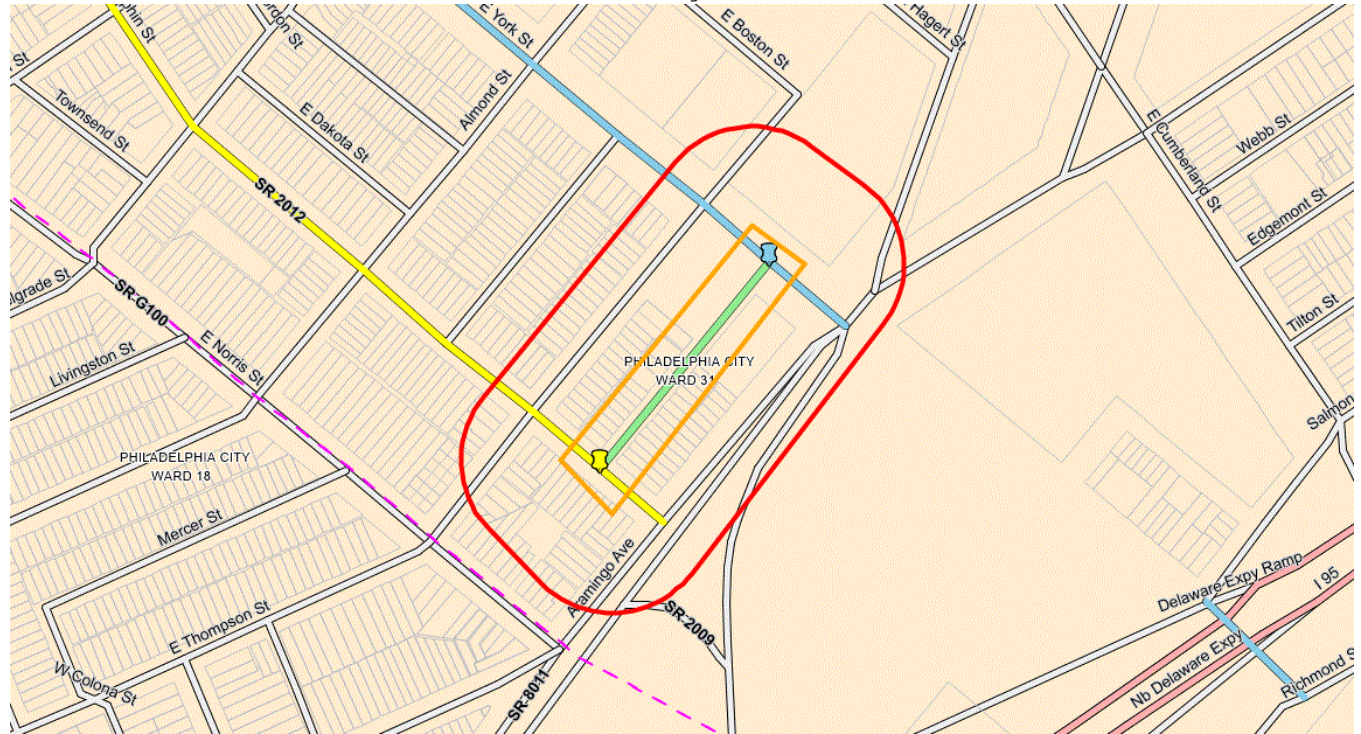 E York St
E Boston St
Hagert St
St
Townsend St
E Dakota St
Almond St
SR 2012
E Cumberland St
Webb St
Edgemont St
Tilton St
SR:G100
E Norris St
Livingston St
PHILADELPHIA CITY
WARD 31
PHILADELPHIA CITY
WARD 18
Mercer St
E Thompson St
W Colona St
Aramingo Ave
SR:2009
SR-8011
Delaware Expy Ramp
I 95
Nb Delaware Expy
Richmond S
Salmon